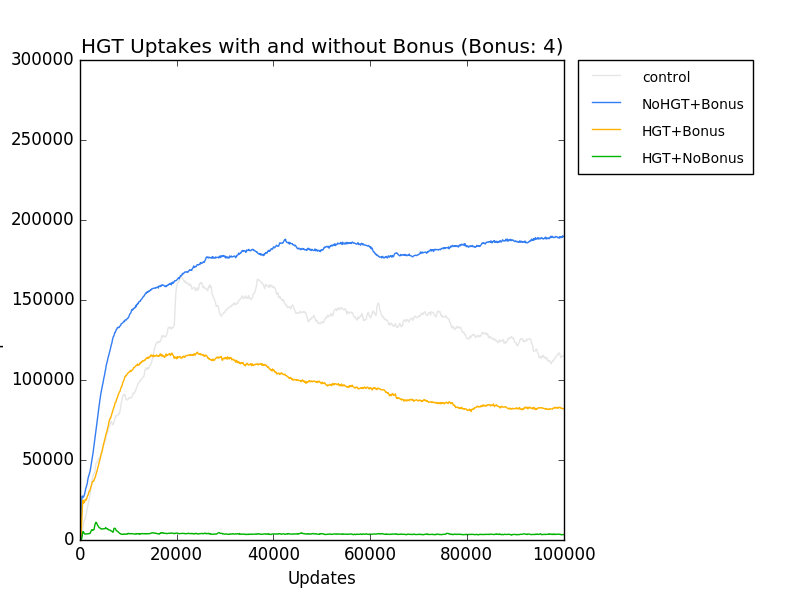 HGT Uptakes with and without Bonus (Bonus: 4)
300000
250000
200000
150000
100000
50000
0
0 20000 40000 60000 80000 100000
Updates
control
NoHGT+Bonus
HGT+Bonus
HGT+NoBonus